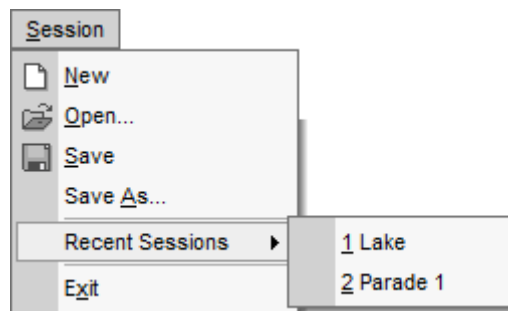 Session
New
Open...
Save
Save As...
Recent Sessions
1 Lake
2 Parade 1
Exit